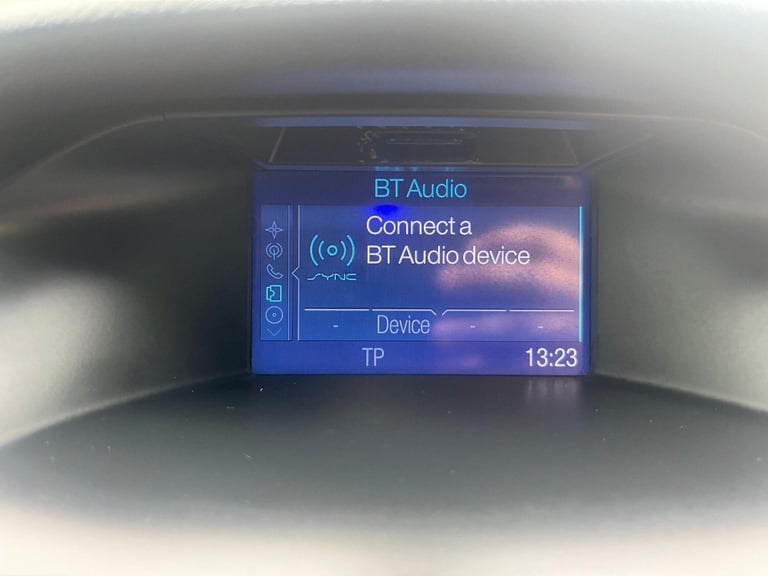 BT Audio
Connect a
BT Audio device
SYNC
- Device - -
TP 13:23